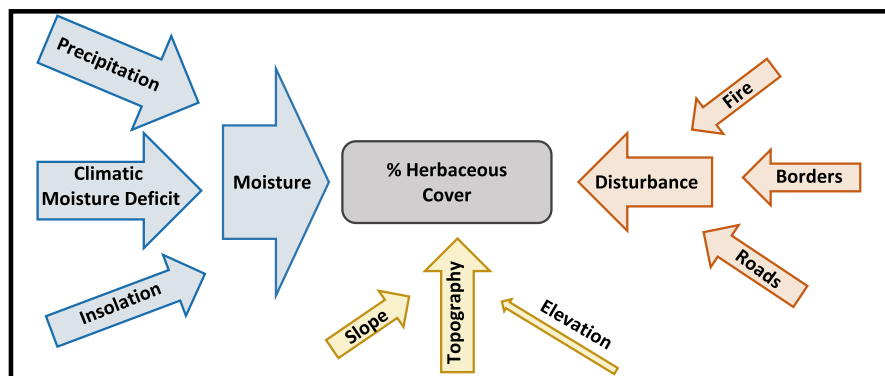 Precipitation
Climatic
Moisture Deficit
Insolation
Moisture
% Herbaceous
Cover
Disturbance
Fire
Borders
Roads
Slope
Topography
Elevation